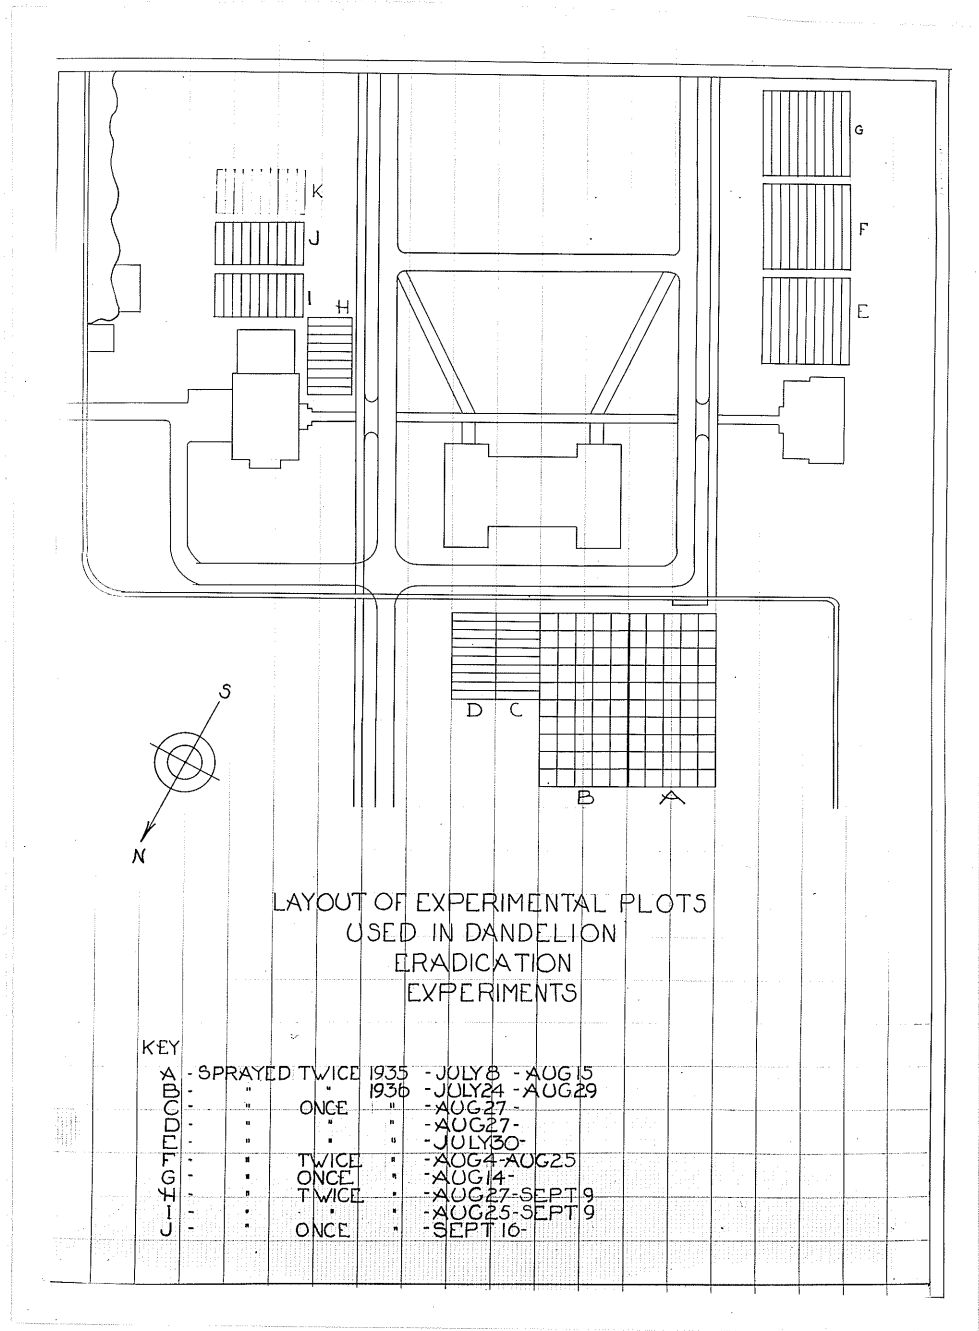 G
K
J
F
I
H
E
S
D C
B A
N
LAYOUT OF EXPERIMENTAL PLOTS
USED IN DANDELION
ERADICATION
EXPERIMENTS
KEY
A - SPRAYED TWICE 1935 - JULY 8 - AUG 15
B - " " 1936 - JULY 24 - AUG 29
C - " ONCE " - AUG 27 -
D - " " " - AUG 27 -
E - " " " - JULY 30 -
F - " TWICE " - AUG 4 - AUG 25
G - " ONCE " - AUG 14 -
H - " TWICE " - AUG 27 - SEPT 9
I - " " " - AUG 25 - SEPT 9
J - " ONCE " - SEPT 16 -